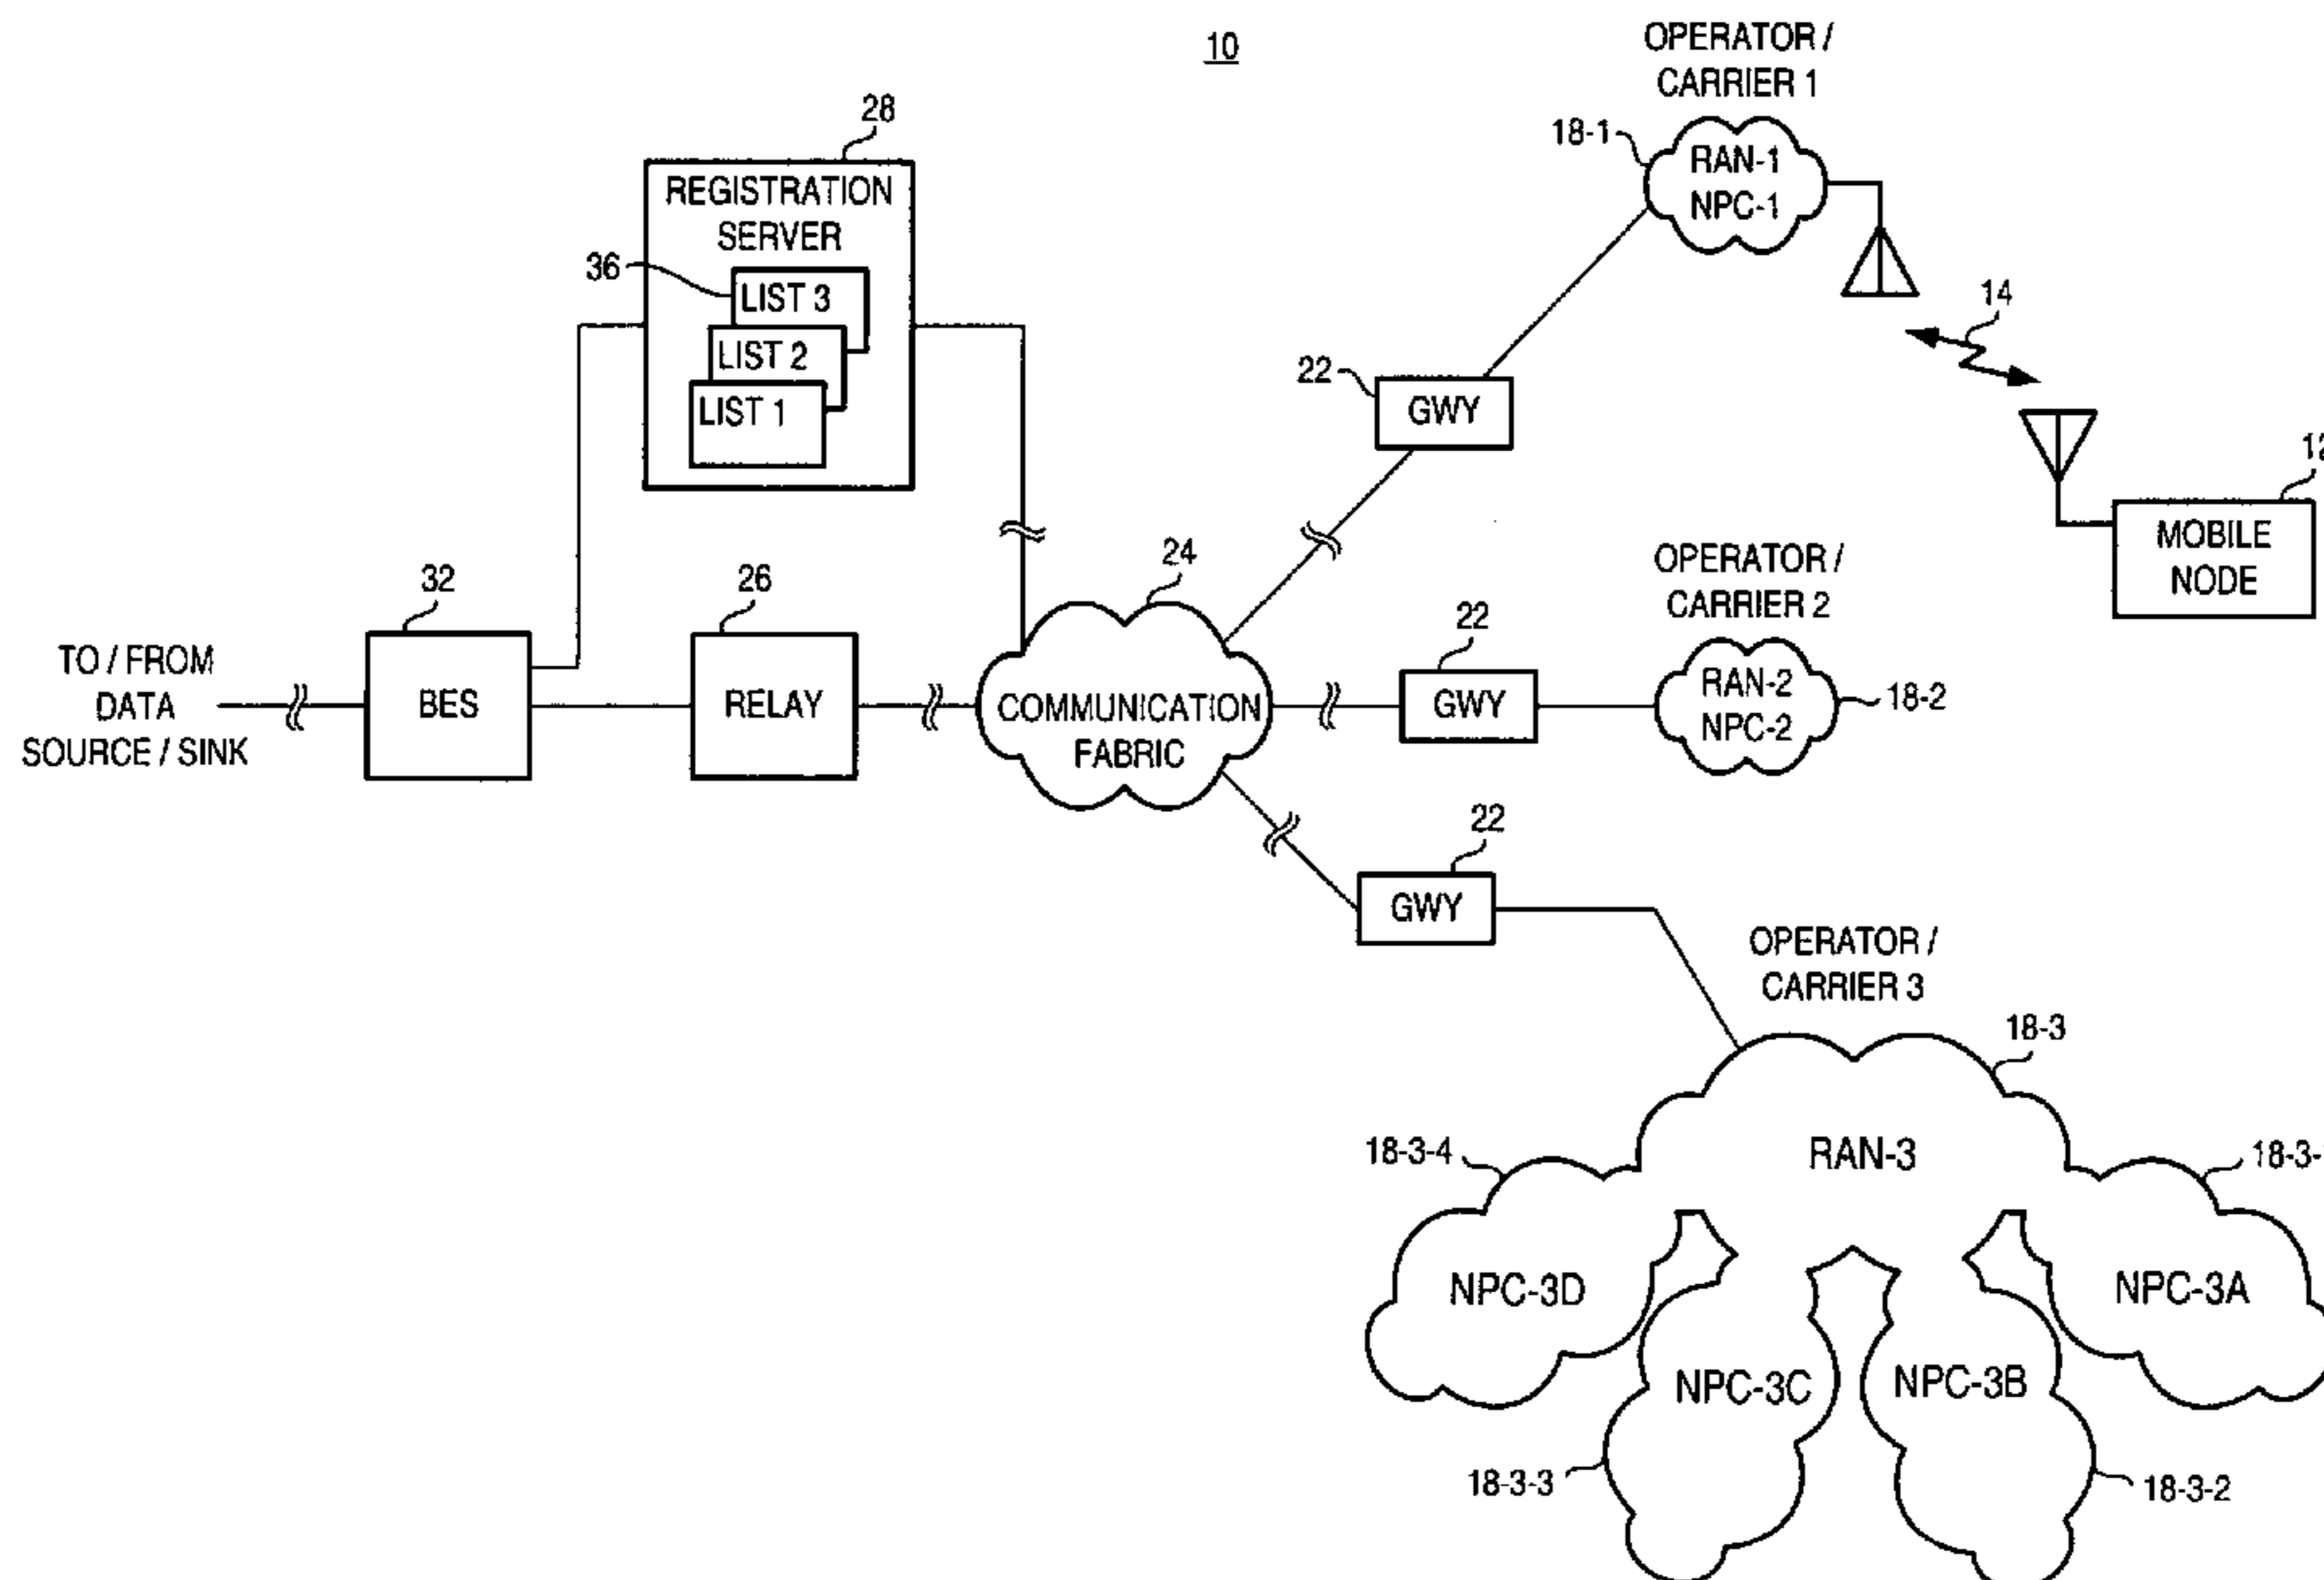 10
OPERATOR /
CARRIER 1
28
18-1
RAN-1
NPC-1
REGISTRATION
SERVER
36
LIST 3
LIST 2
LIST 1
14
22
GWY
12
MOBILE
NODE
OPERATOR /
CARRIER 2
24
32
26
22
TO / FROM
DATA
SOURCE / SINK
BES
RELAY
COMMUNICATION
FABRIC
GWY
RAN-2
NPC-2
18-2
22
GWY
OPERATOR /
CARRIER 3
18-3
18-3-4
RAN-3
18-3-
NPC-3D
NPC-3A
NPC-3C
NPC-3B
18-3-3
18-3-2